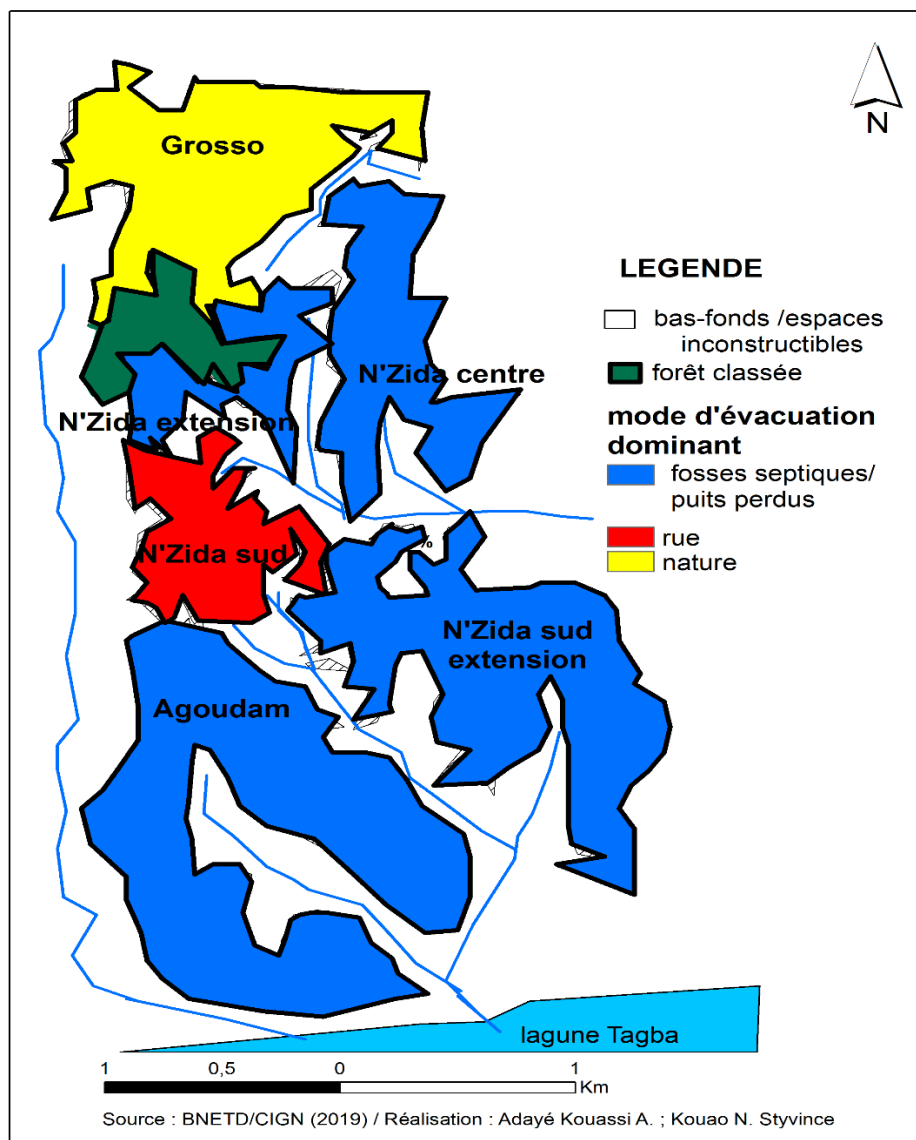 N
Grosso
LEGENDE
bas-fonds /espaces
inconstructibles
forêt classée
mode d'évacuation
dominant
fosses septiques/
puits perdus
rue
nature
N'Zida centre
N'Zida extension
N'Zida sud
%
N'Zida sud
extension
Agoudam
lagune Tagba
1 0,5 0 1
Km
Source : BNETD/CIGN (2019) / Réalisation : Adayé Kouassi A. ; Kouao N. Styvince